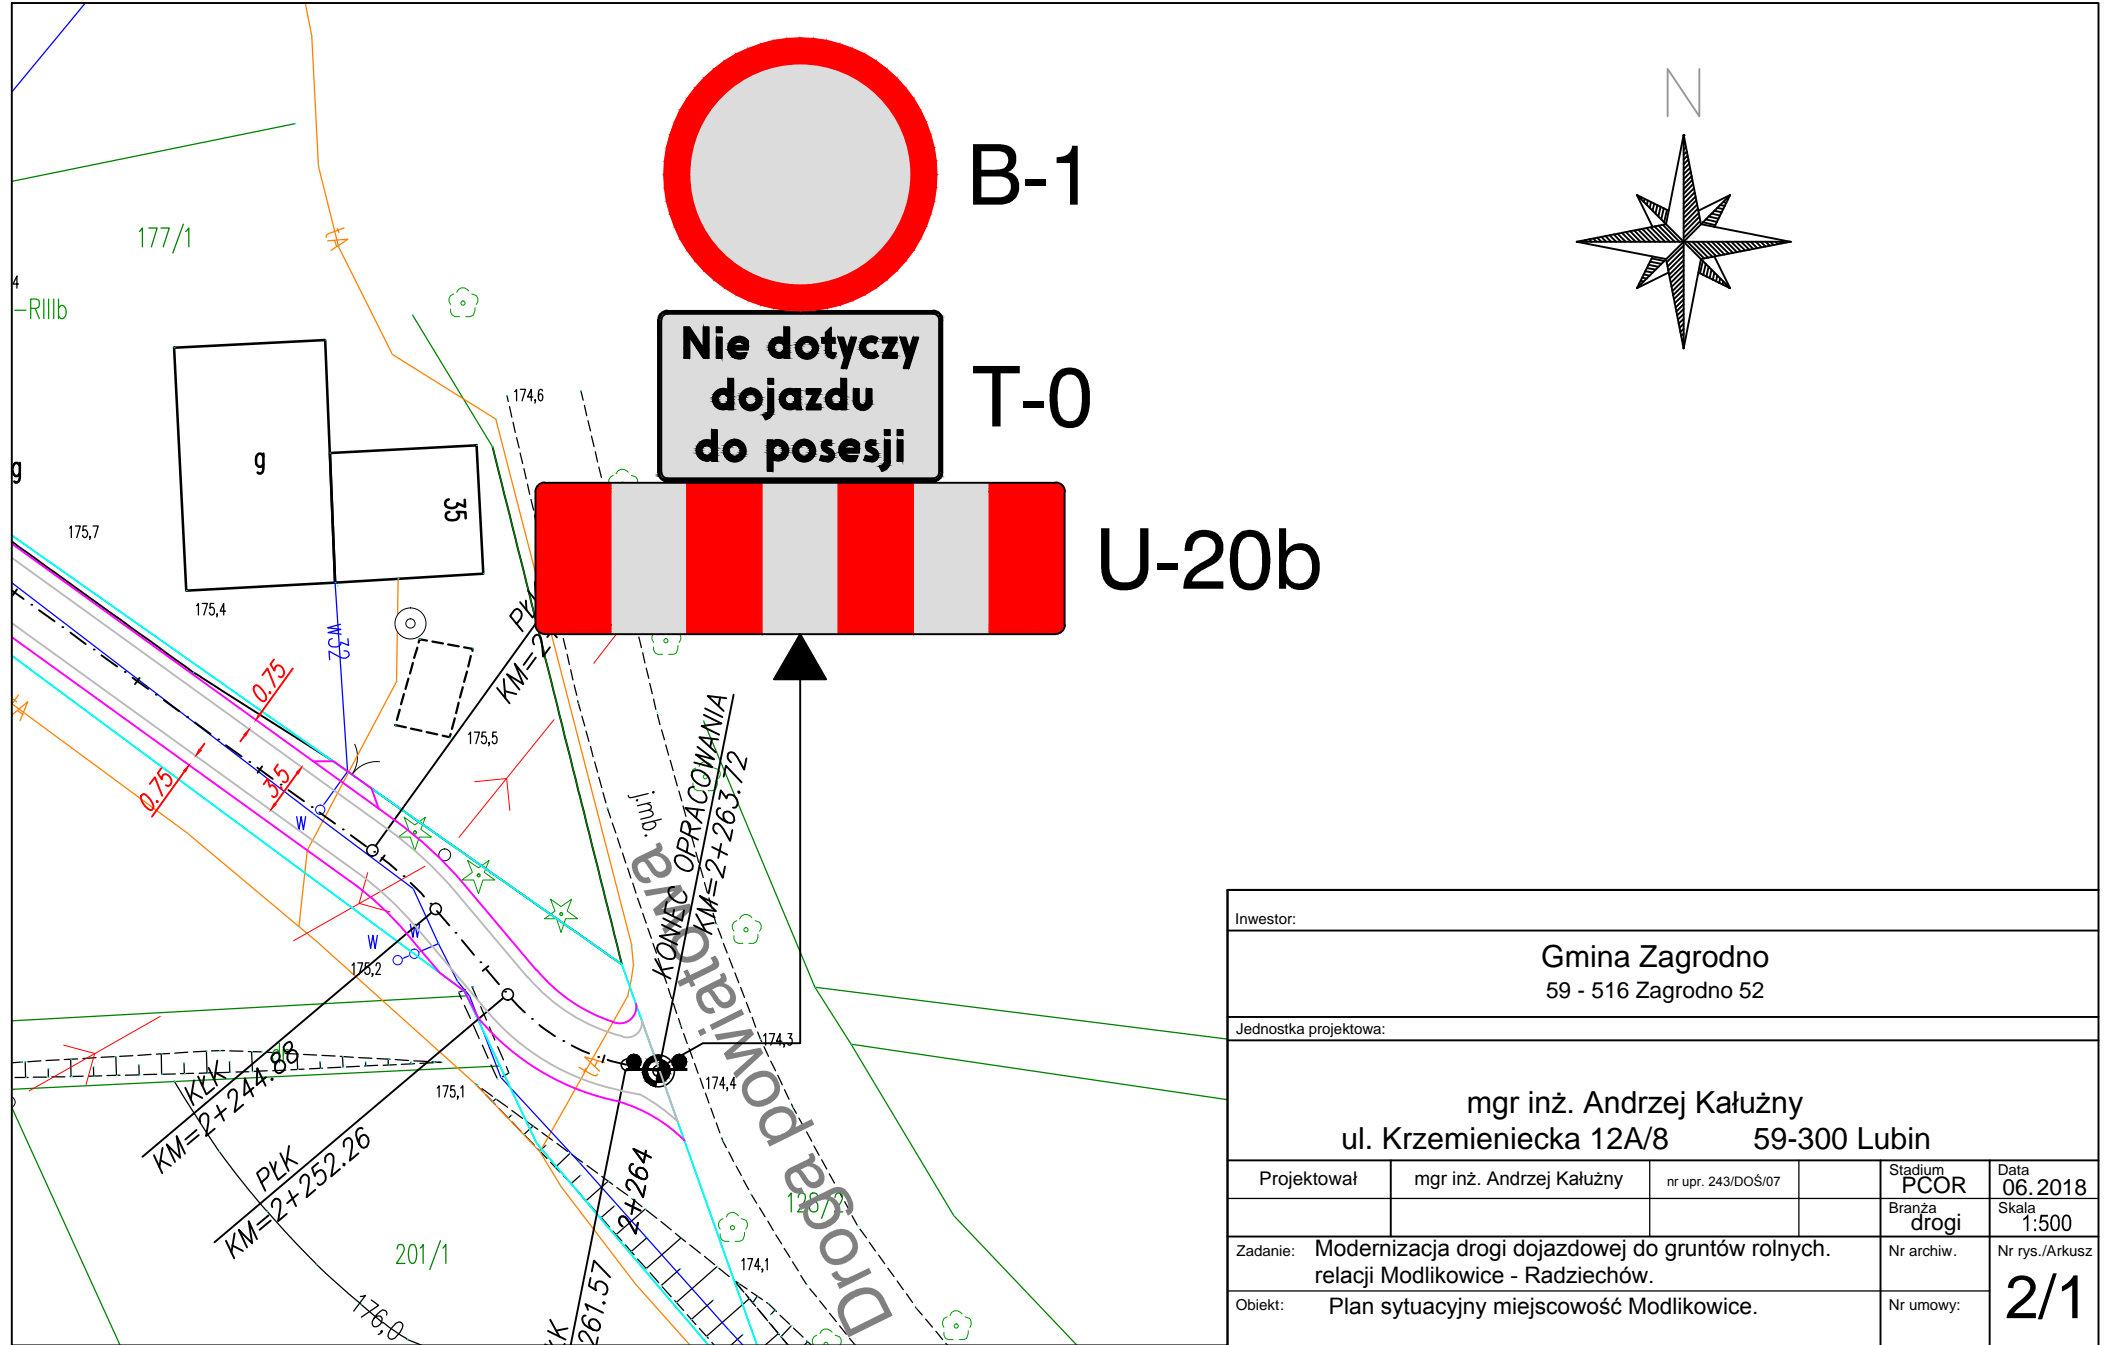 N
B-1
177/1
-RIIIb
Nie dotyczy
dojazdu
do posesji
T-0
174,6
g
g
35
175,7
175,4
U-20b
w32
0.75
0.75
3.5
175,5
j.mb.
KONIEC OPRACOWANIA
KM=2+263.72
w
w
w
175,2
174,3
174,4
175,1
KŁK
KM=2+244.88
PŁK
KM=2+252.26
2+264
261.57
201/1
176,0
174,1
Droga powiatowa
Inwestor:
Gmina Zagrodno
59 - 516 Zagrodno 52
Jednostka projektowa:
mgr inż. Andrzej Kałużny
ul. Krzemieniecka 12A/8 59-300 Lubin
Projektował mgr inż. Andrzej Kałużny nr upr. 243/DOŚ/07 Stadium PCOR Data 06.2018
Branża drogi Skala 1:500
Zadanie: Modernizacja drogi dojazdowej do gruntów rolnych.
relacji Modlikowice - Radziechów.
Nr archiw. Nr rys./Arkusz
2/1
Obiekt: Plan sytuacyjny miejscowość Modlikowice.
Nr umowy: